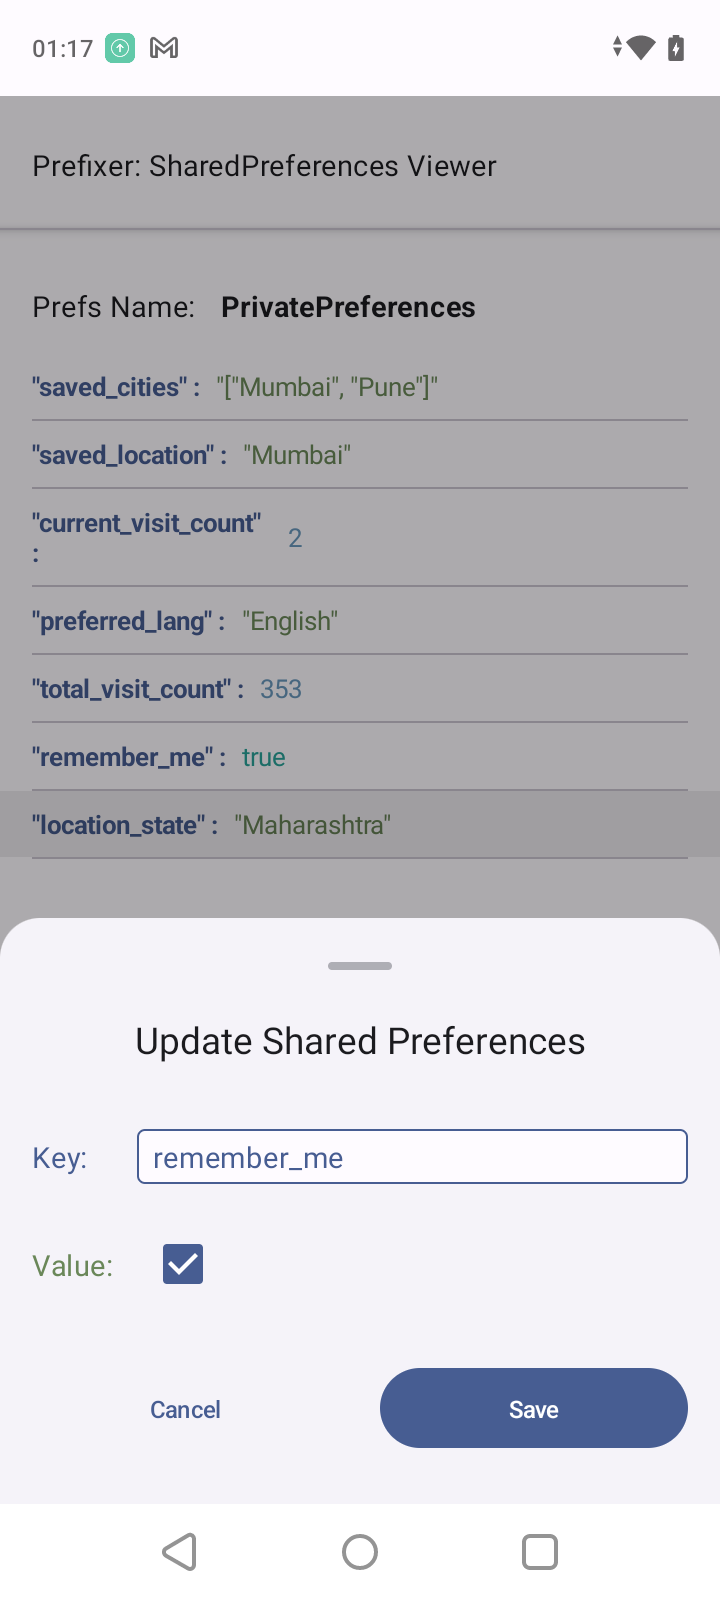 01:17
Prefixer: SharedPreferences Viewer
Prefs Name: PrivatePreferences
"saved_cities" : "["Mumbai", "Pune"]"
"saved_location" : "Mumbai"
"current_visit_count"
: 2
"preferred_lang" : "English"
"total_visit_count" : 353
"remember_me" : true
"location_state" : "Maharashtra"
Update Shared Preferences
Key: remember_me
Value:
Cancel Save